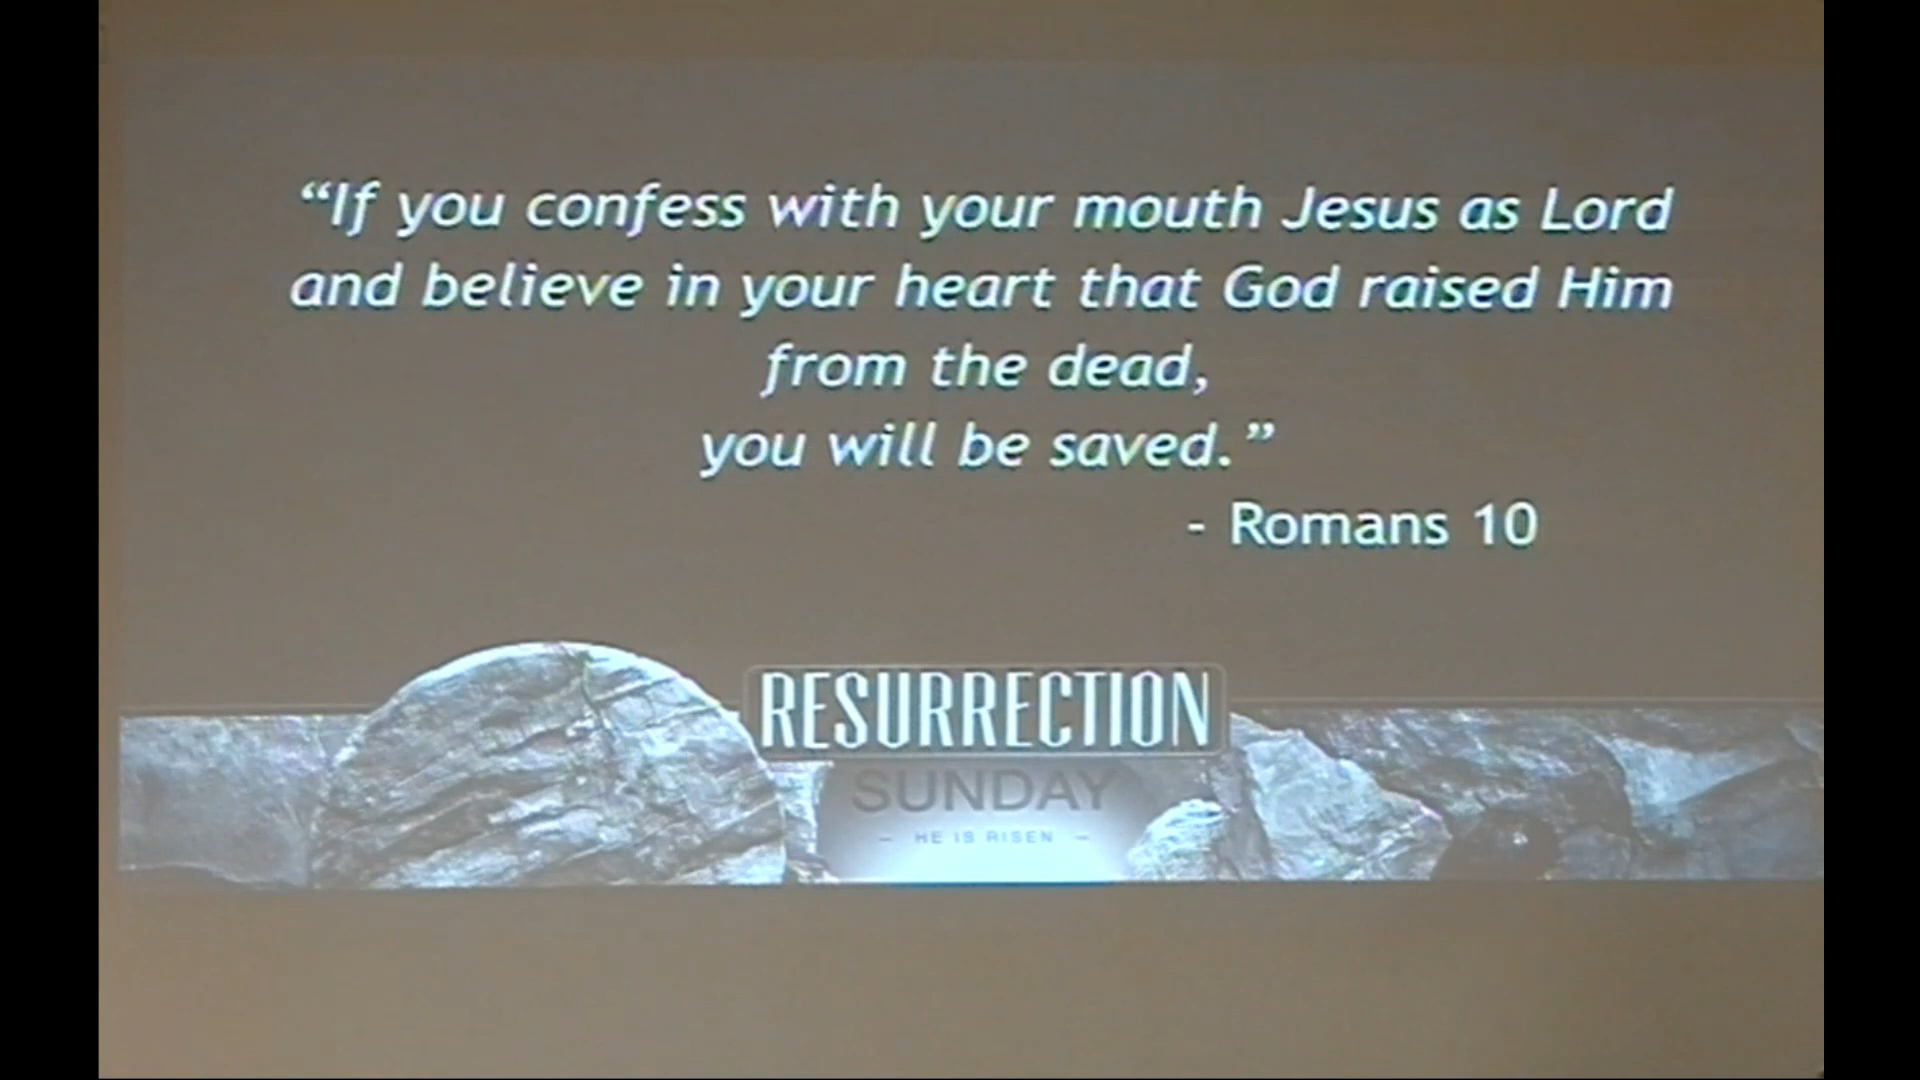 “If you confess with your mouth Jesus as Lord
and believe in your heart that God raised Him
from the dead,
you will be saved.”
- Romans 10
RESURRECTION
SUNDAY
– HE IS RISEN –